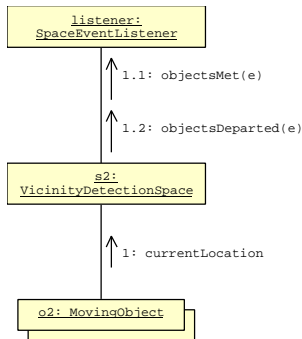 listener:
SpaceEventListener
1.1: objectsMet(e)
1.2: objectsDeparted(e)
s2:
VicinityDetectionSpace
1: currentLocation
o2: MovingObject